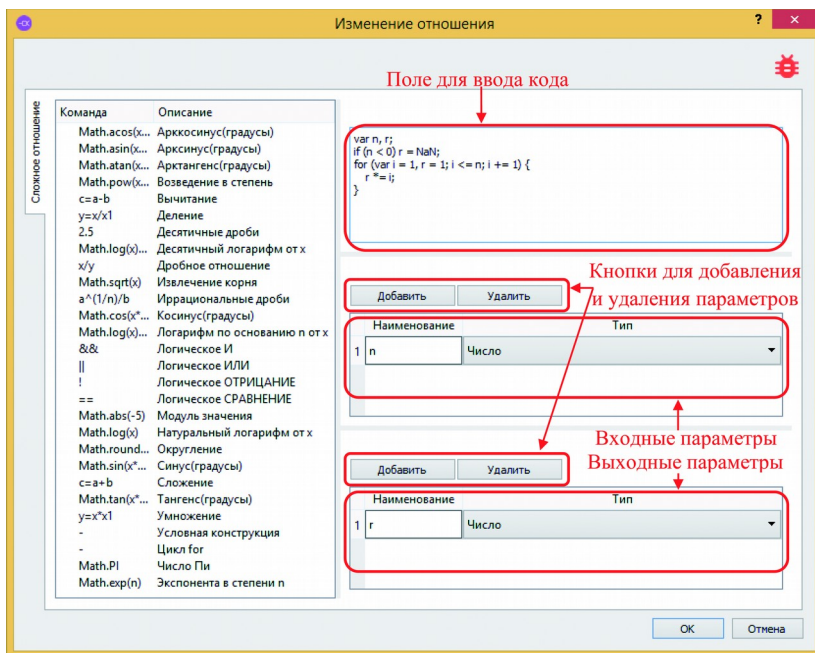 Изменение отношения
?
×
Поле для ввода кода
Сложное отношение
Команда Описание
Math.acos(x... Арккосинус(градусы)
Math.asin(x... Арксинус(градусы)
Math.atan(x... Арктангенс(градусы)
Math.pow(x... Возведение в степень
c=a-b Вычитание
y=x/x1 Деление
2.5 Десятичные дроби
Math.log(x)... Десятичный логарифм от x
x/y Дробное отношение
Math.sqrt(x) Извлечение корня
a^(1/n)/b Иррациональные дроби
Math.cos(x*... Косинус(градусы)
Math.log(x)... Логарифм по основанию n от x
&& Логическое И
|| Логическое ИЛИ
! Логическое ОТРИЦАНИЕ
== Логическое СРАВНЕНИЕ
Math.abs(-5) Модуль значения
Math.log(x) Натуральный логарифм от x
Math.round... Округление
Math.sin(x*... Синус(градусы)
c=a+b Сложение
Math.tan(x*... Тангенс(градусы)
y=x*x1 Умножение
- Условная конструкция
- Цикл for
Math.PI Число Пи
Math.exp(n) Экспонента в степени n
var n, r;
if (n < 0) r = NaN;
for (var i = 1, r = 1; i <= n; i += 1) {
r *= i;
}
Кнопки для добавления
и удаления параметров
Добавить Удалить
Наименование Тип
1 n Число
Входные параметры
Выходные параметры
Добавить Удалить
Наименование Тип
1 r Число
OK Отмена